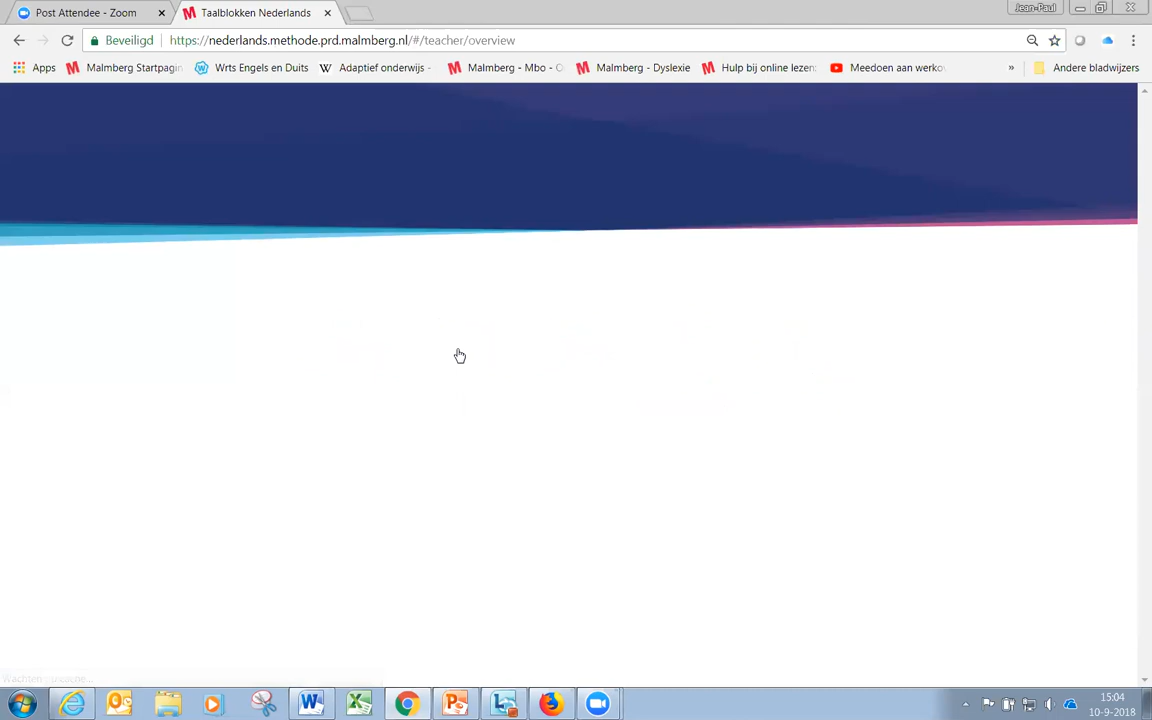 Post Attendee - Zoom
Taalblokken Nederlands
Jean-Paul
Beveiligd
https://nederlands.methode.prd.malmberg.nl/#/teacher/overview
Apps
Malmberg Startpagin
Wrts Engels en Duits
Adaptief onderwijs -
Malmberg - Mbo - O
Malmberg - Dyslexie
Hulp bij online lezen:
Meedoen aan werkov
»
Andere bladwijzers
15:04
10-9-2018